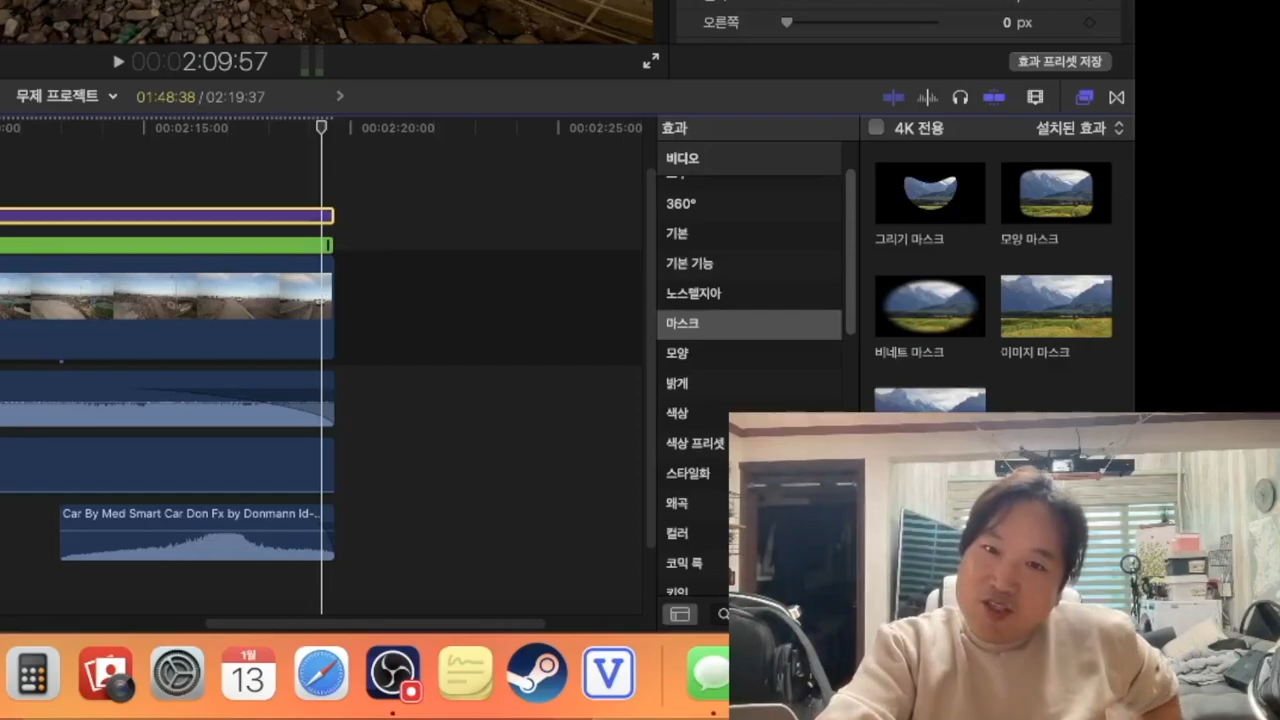 오른쪽 0 px
00:02:09:57
효과 프리셋 저장
무제 프로젝트 01:48:38 / 02:19:37
:00 00:02:15:00 00:02:20:00 00:02:25:00
효과
4K 전용 설치된 효과
비디오
360°
기본
기본 기능
노스텔지아
마스크
모양
밝게
색상
색상 프리셋
스타일화
왜곡
컬러
코믹 룩
그리기 마스크 모양 마스크
비네트 마스크 이미지 마스크
Car By Med Smart Car Don Fx by Donmann Id-...
1월
13
V